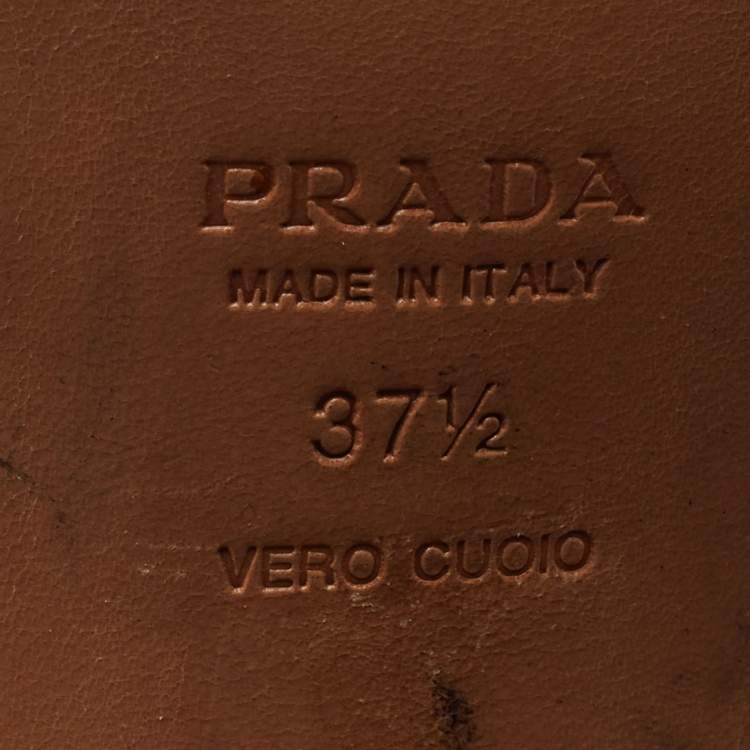 PRADA
MADE IN ITALY
37½
VERO CUOIO